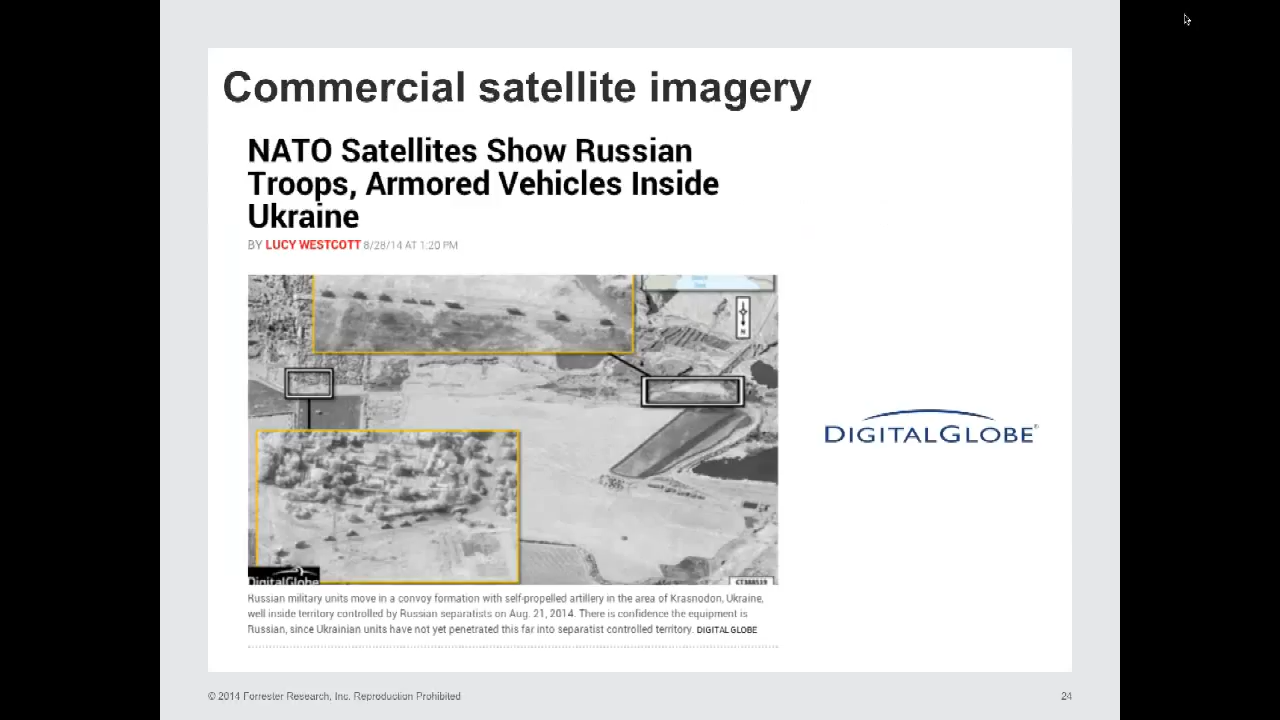 Commercial satellite imagery
NATO Satellites Show Russian
Troops, Armored Vehicles Inside
Ukraine
BY LUCY WESTCOTT 8/28/14 AT 1:20 PM
N
DIGITALGLOBE®
DigitalGlobe
Russian military units move in a convoy formation with self-propelled artillery in the area of Krasnodon, Ukraine,
well inside territory controlled by Russian separatists on Aug. 21, 2014. There is confidence the equipment is
Russian, since Ukrainian units have not yet penetrated this far into separatist controlled territory. DIGITALGLOBE
© 2014 Forrester Research, Inc. Reproduction Prohibited
24